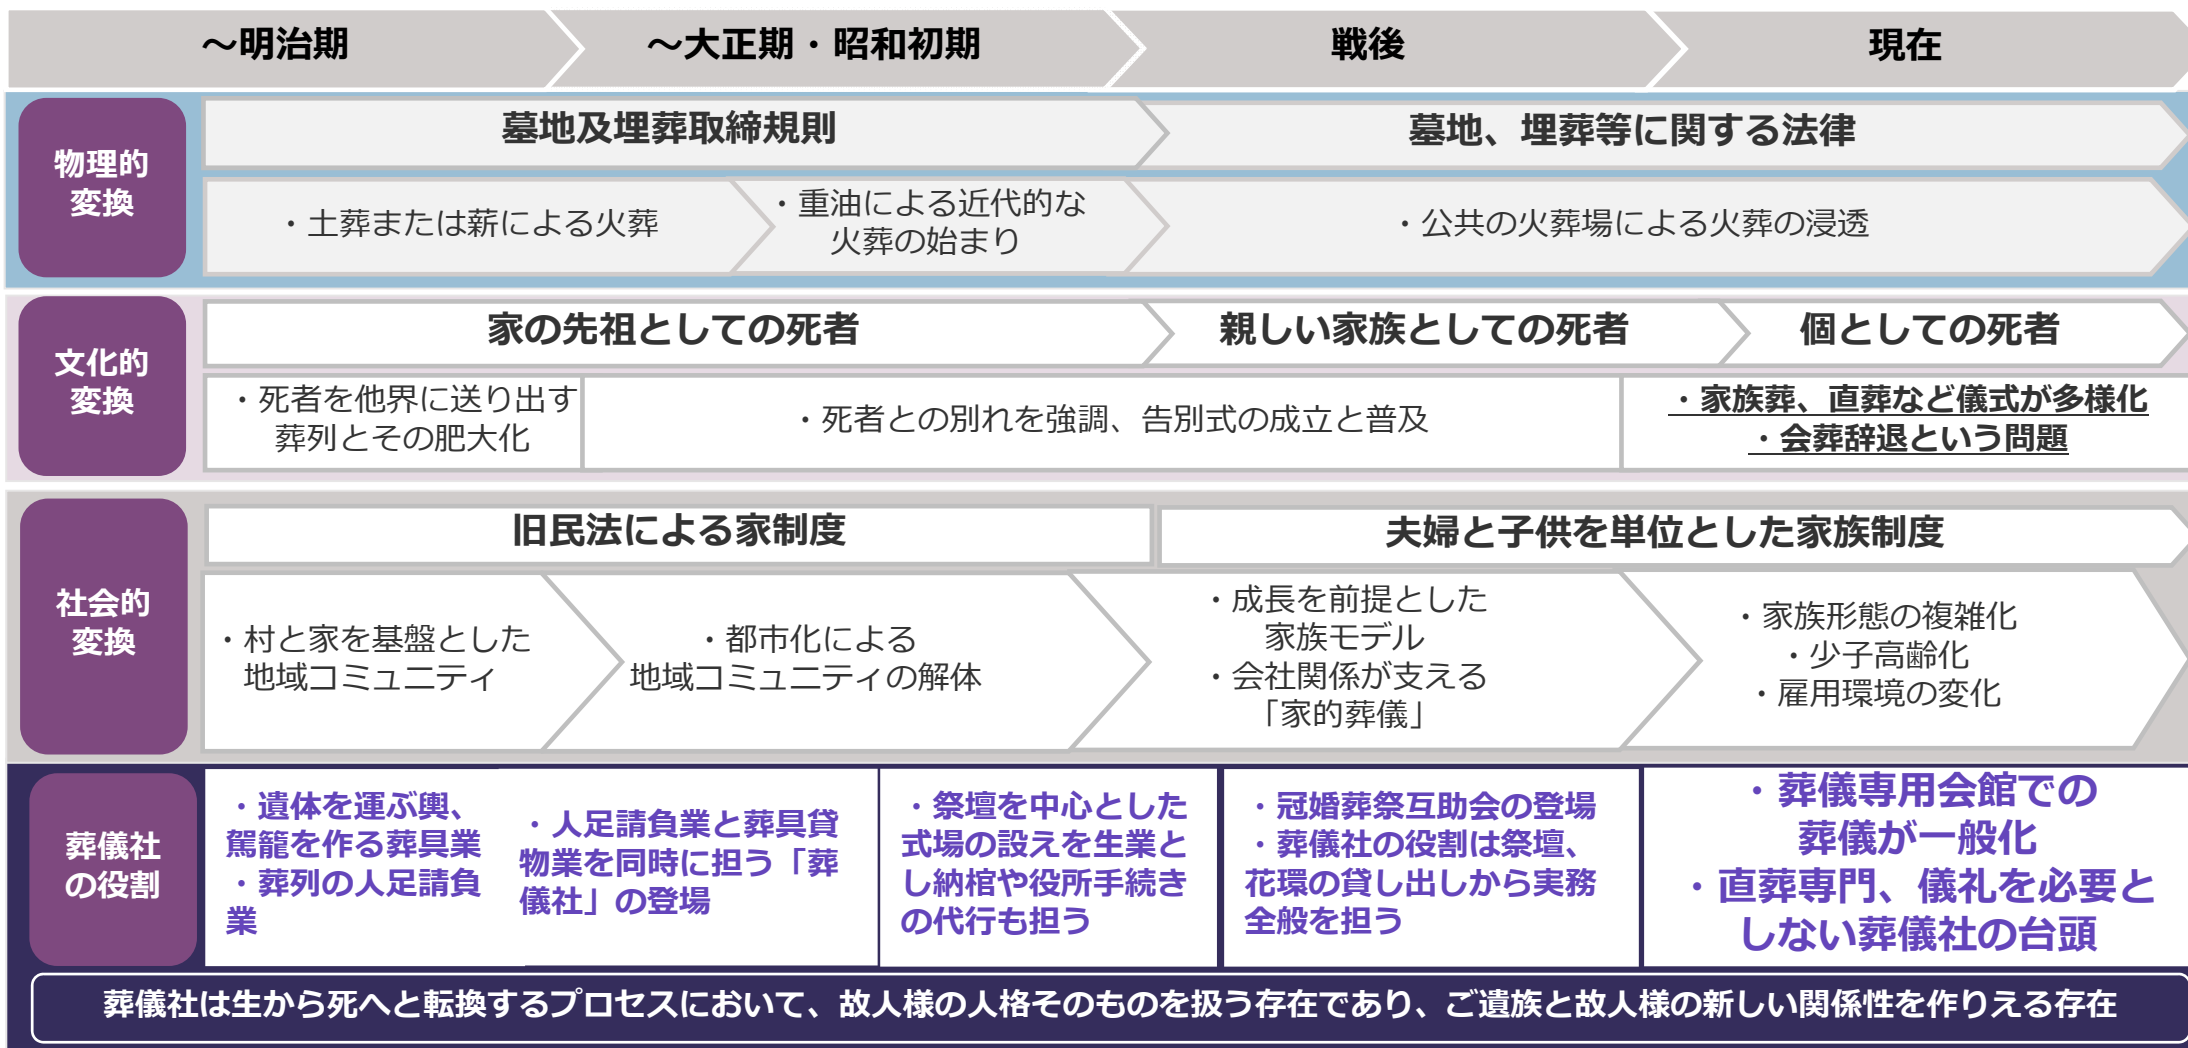 ～明治期
～大正期・昭和初期
戦後
現在
物理的
変換
墓地及埋葬取締規則
墓地、埋葬等に関する法律
・土葬または薪による火葬
・重油による近代的な
火葬の始まり
・公共の火葬場による火葬の浸透
文化的
変換
家の先祖としての死者
親しい家族としての死者
個としての死者
・死者を他界に送り出す
葬列とその肥大化
・死者との別れを強調、告別式の成立と普及
・家族葬、直葬など儀式が多様化
・会葬辞退という問題
社会的
変換
旧民法による家制度
夫婦と子供を単位とした家族制度
・村と家を基盤とした
地域コミュニティ
・都市化による
地域コミュニティの解体
・成長を前提とした
家族モデル
・会社関係が支える
「家的葬儀」
・家族形態の複雑化
・少子高齢化
・雇用環境の変化
葬儀社
の役割
・遺体を運ぶ輿、
駕籠を作る葬具業
・葬列の人足請負
業
・人足請負業と葬具貸
物業を同時に担う「葬
儀社」の登場
・祭壇を中心とした
式場の設えを生業と
し納棺や役所手続き
の代行も担う
・冠婚葬祭互助会の登場
・葬儀社の役割は祭壇、
花環の貸し出しから実務
全般を担う
・葬儀専用会館での
葬儀が一般化
・直葬専門、儀礼を必要と
しない葬儀社の台頭
葬儀社は生から死へと転換するプロセスにおいて、故人様の人格そのものを扱う存在であり、ご遺族と故人様の新しい関係性を作りえる存在